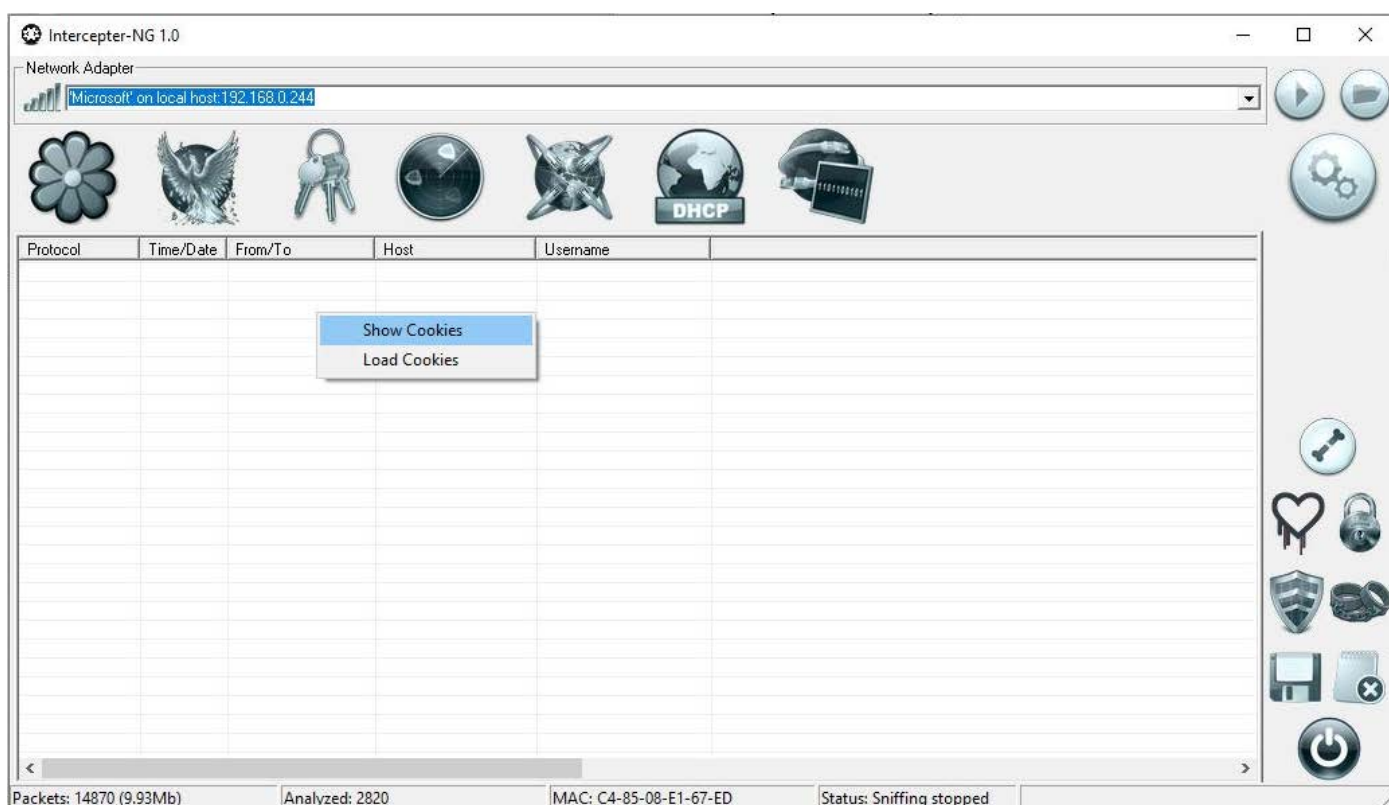 Intercepter-NG 1.0
Network Adapter
'Microsoft' on local host:192.168.0.244
DHCP
Protocol Time/Date From/To Host Username
Show Cookies
Load Cookies
Packets: 14870 (9.93Mb) Analyzed: 2820 MAC: C4-85-08-E1-67-ED Status: Sniffing stopped